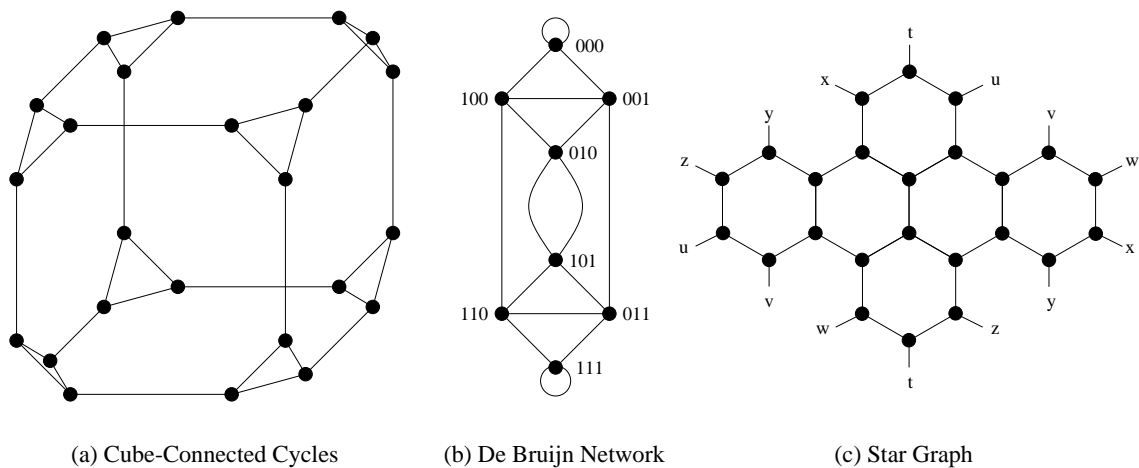 000
100
001
010
101
110
011
111
t
x
u
y
v
z
w
u
x
v
y
w
z
t
(a) Cube-Connected Cycles
(b) De Bruijn Network
(c) Star Graph